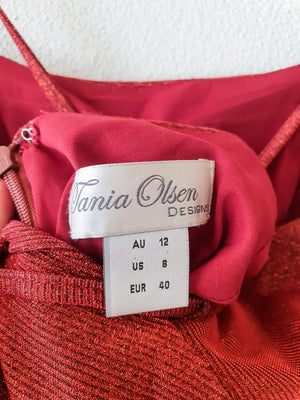 Tania Olsen
DESIGNS
AU 12
US 8
EUR 40